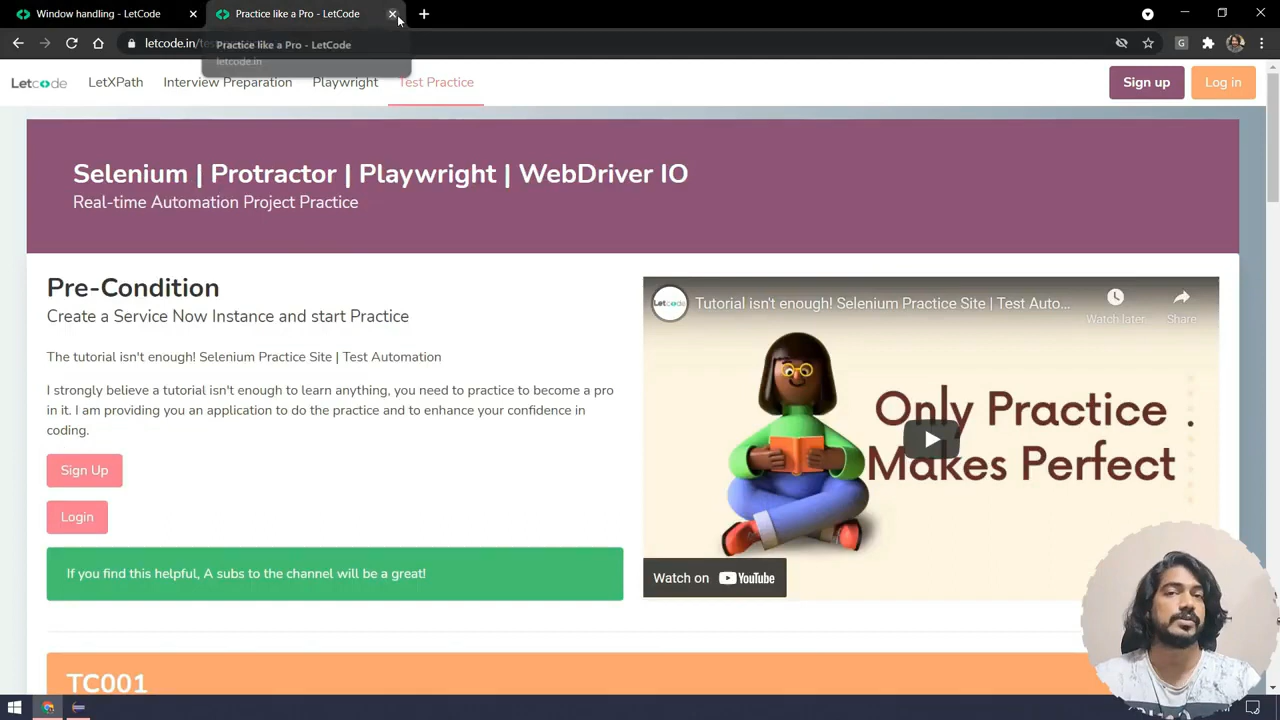 Window handling - LetCode
Practice like a Pro - LetCode
letcode.in/tes
Practice like a Pro - LetCode
letcode.in
G
Letcode
LetXPath
Interview Preparation
Playwright
Test Practice
Sign up
Log in
Selenium | Protractor | Playwright | WebDriver IO
Real-time Automation Project Practice
Pre-Condition
Create a Service Now Instance and start Practice
The tutorial isn't enough! Selenium Practice Site | Test Automation
I strongly believe a tutorial isn't enough to learn anything, you need to practice to become a pro
in it. I am providing you an application to do the practice and to enhance your confidence in
coding.
Sign Up
Login
If you find this helpful, A subs to the channel will be a great!
Letcode
Tutorial isn't enough! Selenium Practice Site | Test Auto...
Watch later
Share
Only Practice
Makes Perfect
Watch on YouTube
TC001